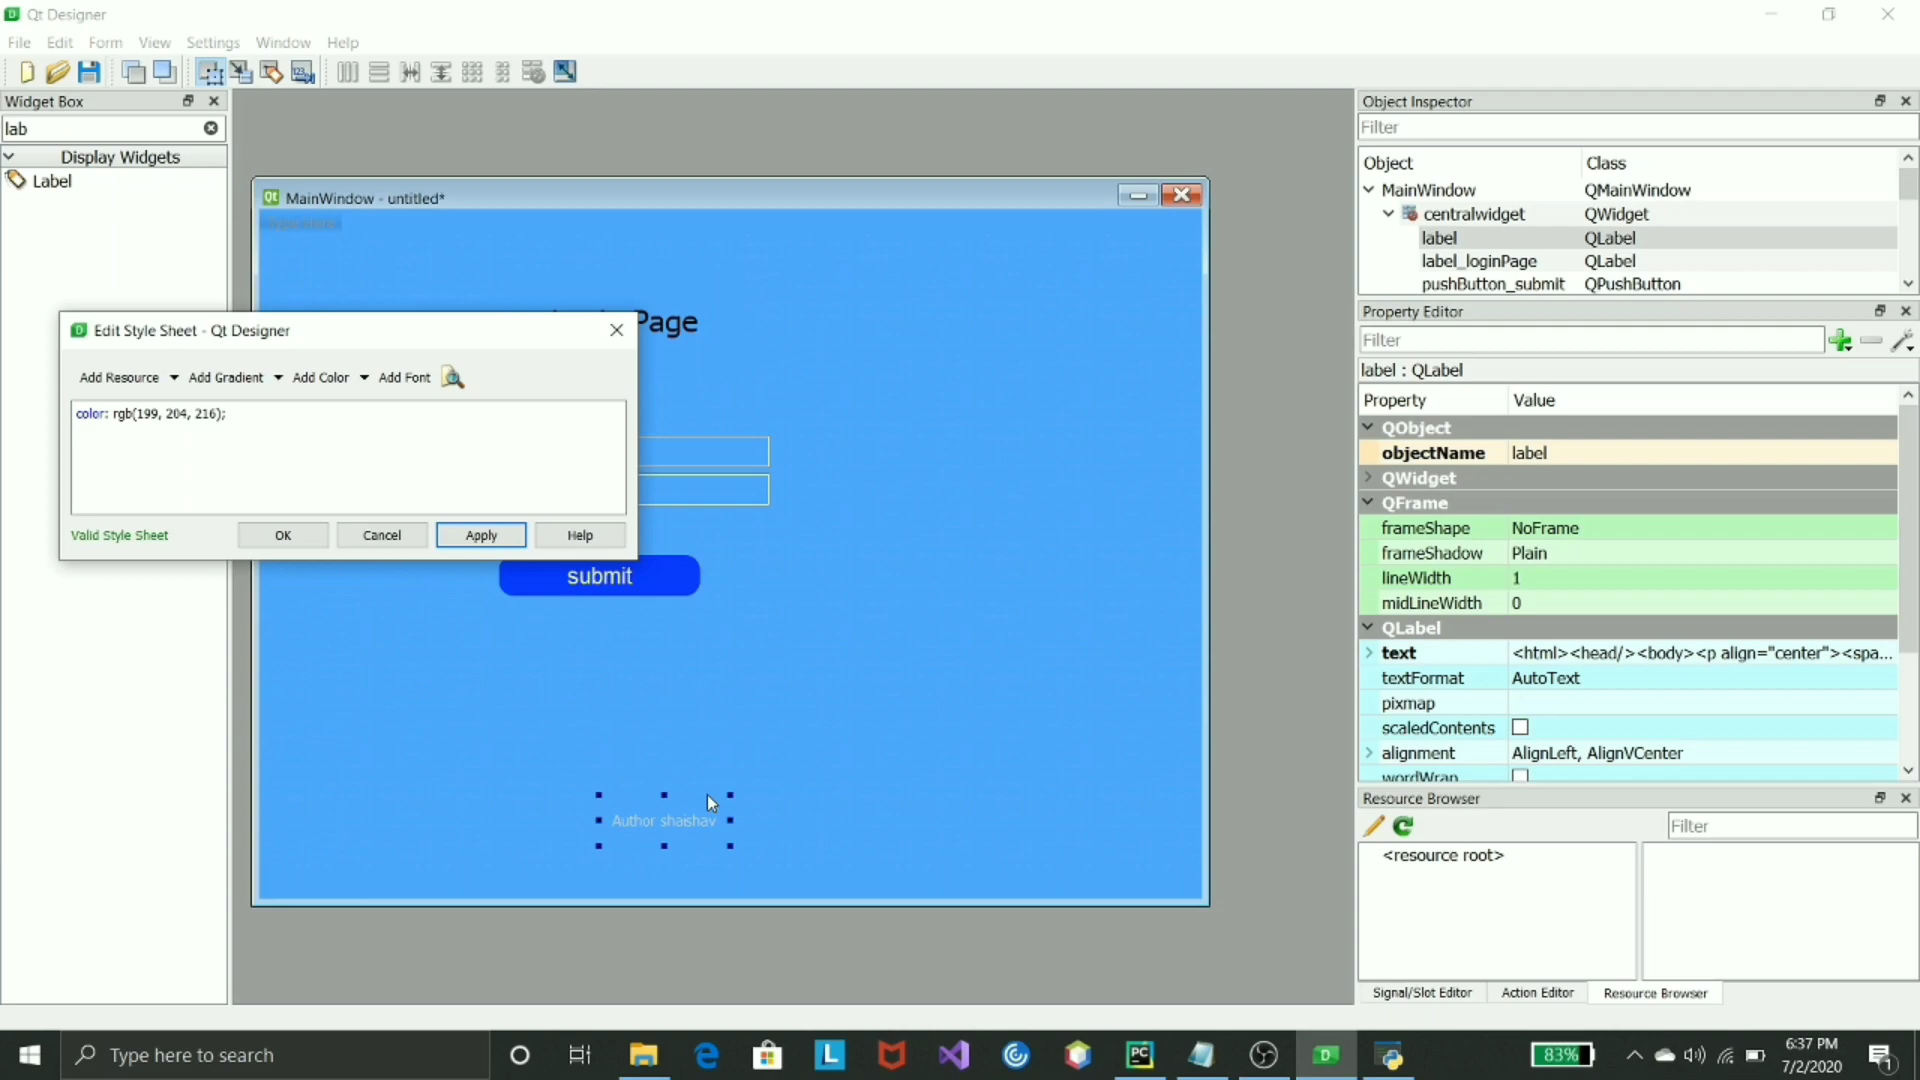 Qt Designer
File Edit Form View Settings Window Help
Widget Box
lab
Display Widgets
Label
MainWindow - untitled*
Page
Edit Style Sheet - Qt Designer
Add Resource Add Gradient Add Color Add Font
color: rgb(199, 204, 216);
Valid Style Sheet OK Cancel Apply Help
submit
Author shaishav
Object Inspector
Filter
Object Class
MainWindow QMainWindow
centralwidget QWidget
label QLabel
label_loginPage QLabel
pushButton_submit QPushButton
Property Editor
Filter
label : QLabel
Property Value
QObject
objectName label
QWidget
QFrame
frameShape NoFrame
frameShadow Plain
lineWidth 1
midLineWidth 0
QLabel
text <html><head/><body><p align="center"><spa...
textFormat AutoText
pixmap
scaledContents
alignment AlignLeft, AlignVCenter
wordWrap
Resource Browser
Filter
<resource root>
Signal/Slot Editor Action Editor Resource Browser
Type here to search
83%
6:37 PM
7/2/2020
1